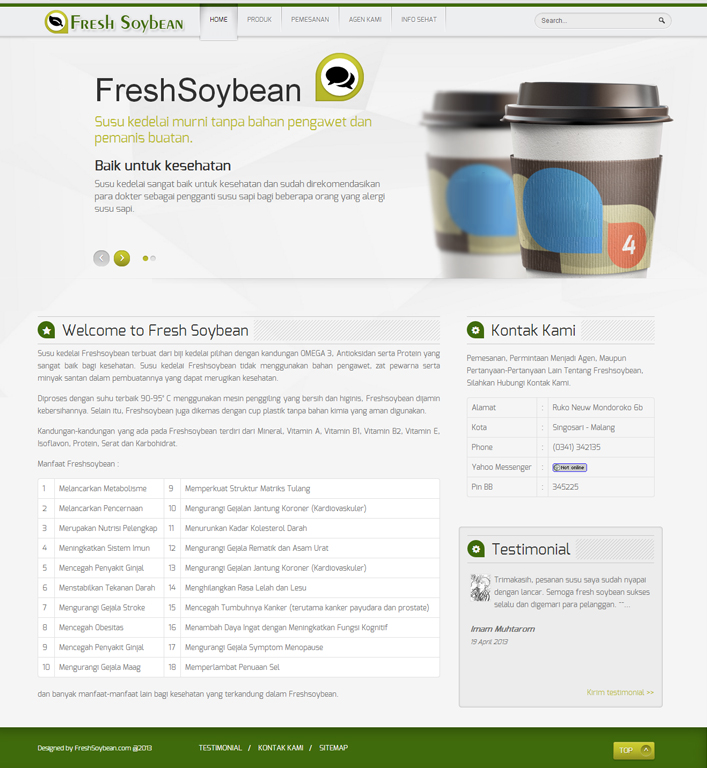 FRESH SOYBEAN
HOME PRODUK PEMESANAN AGEN KAMI INFO SEHAT
Search...
FreshSoybean
Susu kedelai murni tanpa bahan pengawet dan
pemanis buatan.
Baik untuk kesehatan
Susu kedelai sangat baik untuk kesehatan dan sudah direkomendasikan
para dokter sebagai pengganti susu sapi bagi beberapa orang yang alergi
susu sapi.
4
Welcome to Fresh Soybean
Susu kedelai Freshsoybean terbuat dari biji kedelai pilihan dengan kandungan OMEGA 3, Antioksidan serta Protein yang
sangat baik bagi kesehatan. Susu kedelai Freshsoybean tidak menggunakan bahan pengawet, zat pewarna serta
minyak santan dalam pembuatannya yang dapat merugikan kesehatan.
Diproses dengan suhu terbaik 90-95° C menggunakan mesin penggiling yang bersih dan higinis, Freshsoybean dijamin
kebersihannya. Selain itu, Freshsoybean juga dikemas dengan cup plastik tanpa bahan kimia yang aman digunakan.
Kandungan-kandungan yang ada pada Freshsoybean terdiri dari Mineral, Vitamin A, Vitamin B1, Vitamin B2, Vitamin E,
Isoflavon, Protein, Serat dan Karbohidrat.
Manfaat Freshsoybean :
1 Melancarkan Metabolisme 9 Memperkuat Struktur Matriks Tulang
2 Melancarkan Pencernaan 10 Mengurangi Gejalan Jantung Koroner (Kardiovaskuler)
3 Merupakan Nutrisi Pelengkap 11 Menurunkan Kadar Kolesterol Darah
4 Meningkatkan Sistem Imun 12 Mengurangi Gejala Rematik dan Asam Urat
5 Mencegah Penyakit Ginjal 13 Mengurangi Gejalan Jantung Koroner (Kardiovaskuler)
6 Menstabilkan Tekanan Darah 14 Menghilangkan Rasa Lelah dan Lesu
7 Mengurangi Gejala Stroke 15 Mencegah Tumbuhnya Kanker (terutama kanker payudara dan prostate)
8 Mencegah Obesitas 16 Menambah Daya Ingat dengan Meningkatkan Fungsi Kognitif
9 Mencegah Penyakit Ginjal 17 Mengurangi Gejala Symptom Menopause
10 Mengurangi Gejala Maag 18 Memperlambat Penuaan Sel
dan banyak manfaat-manfaat lain bagi kesehatan yang terkandung dalam Freshsoybean.
Kontak Kami
Pemesanan, Permintaan Menjadi Agen, Maupun
Pertanyaan-Pertanyaan Lain Tentang Freshsoybean,
Silahkan Hubungi Kontak Kami.
Alamat : Ruko Neuw Mondoroko 6b
Kota : Singosari - Malang
Phone : (0341) 342135
Yahoo Messenger : Not online
Pin BB : 345225
Testimonial
Trimakasih, pesanan susu saya sudah nyapai
dengan lancar. Semoga fresh soybean sukses
selalu dan digemari para pelanggan. ^^...
Imam Muhtarom
19 April 2013
Kirim testimonial >>
Designed by FreshSoybean.com @2013 TESTIMONIAL / KONTAK KAMI / SITEMAP
TOP